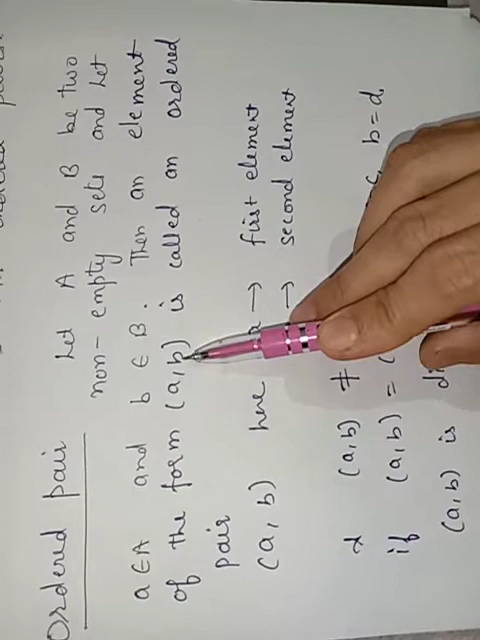 ordered pair
Let A and B be two
non-empty sets and let
a∈A and b∈B. Then an element
of the form (a,b) is called an ordered
pair
(a, b) here → first element
→ second element
(a,b) ≠
if (a,b) = ( b=d
(a,b) is